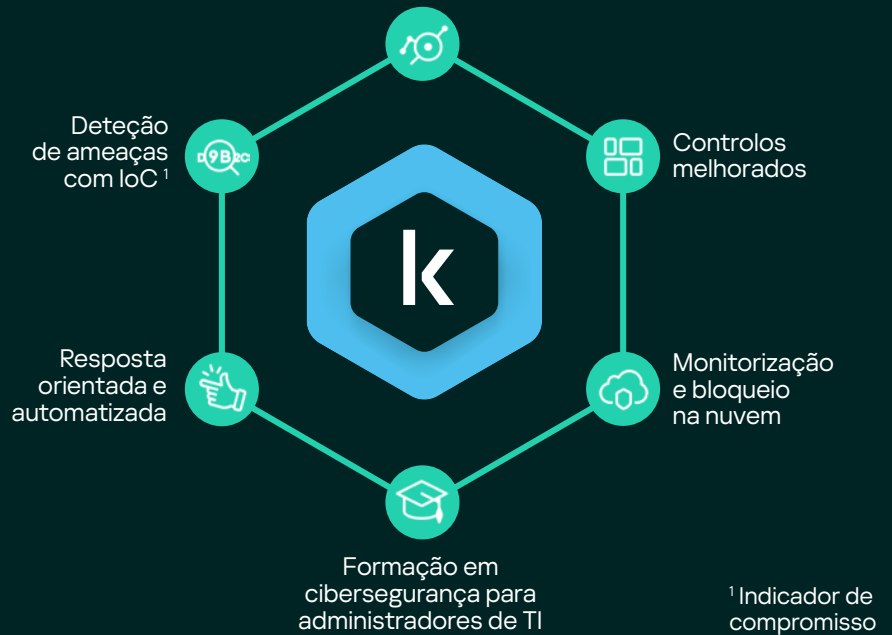 Deteção
de ameaças
com IoC ¹
D9B2C
Controlos
melhorados
k
Resposta
orientada e
automatizada
Monitorização
e bloqueio
na nuvem
Formação em
cibersegurança para
administradores de TI
¹ Indicador de
compromisso